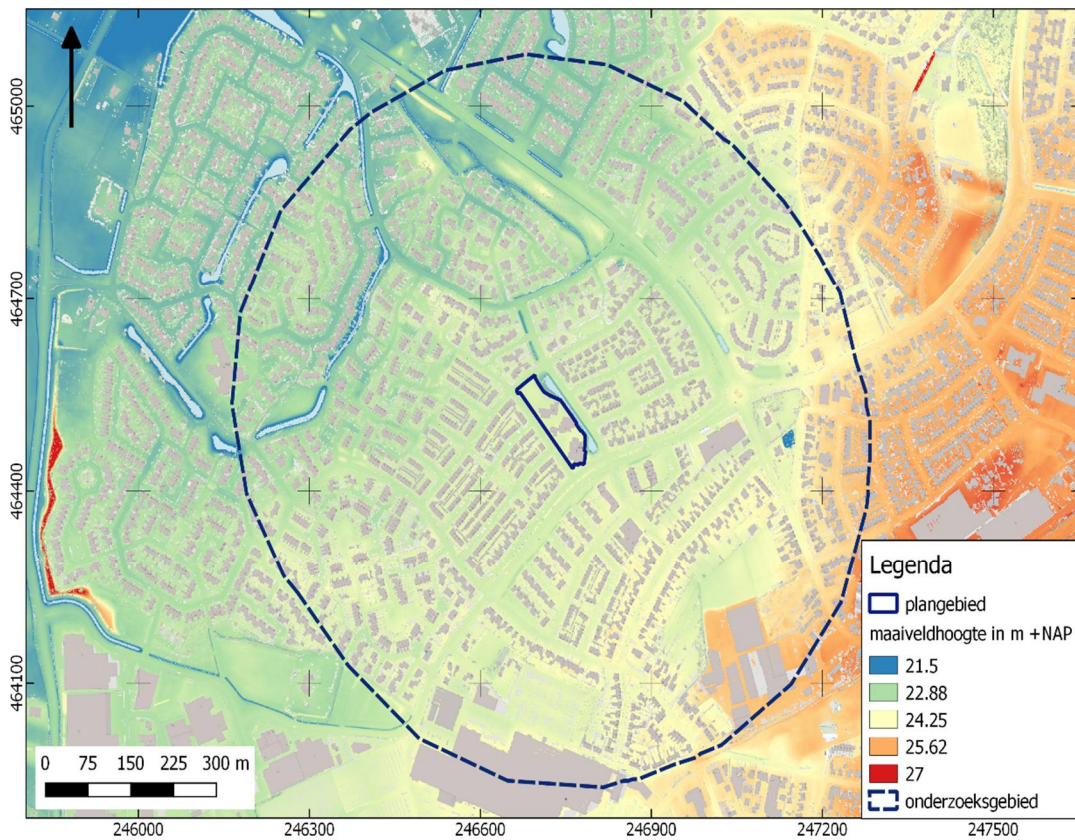 465000
464700
464400
464100
Legenda
plangebied
maaiveldhoogte in m +NAP
21.5
22.88
24.25
25.62
27
onderzoeksgebied
0 75 150 225 300 m
246000 246300 246600 246900 247200 247500